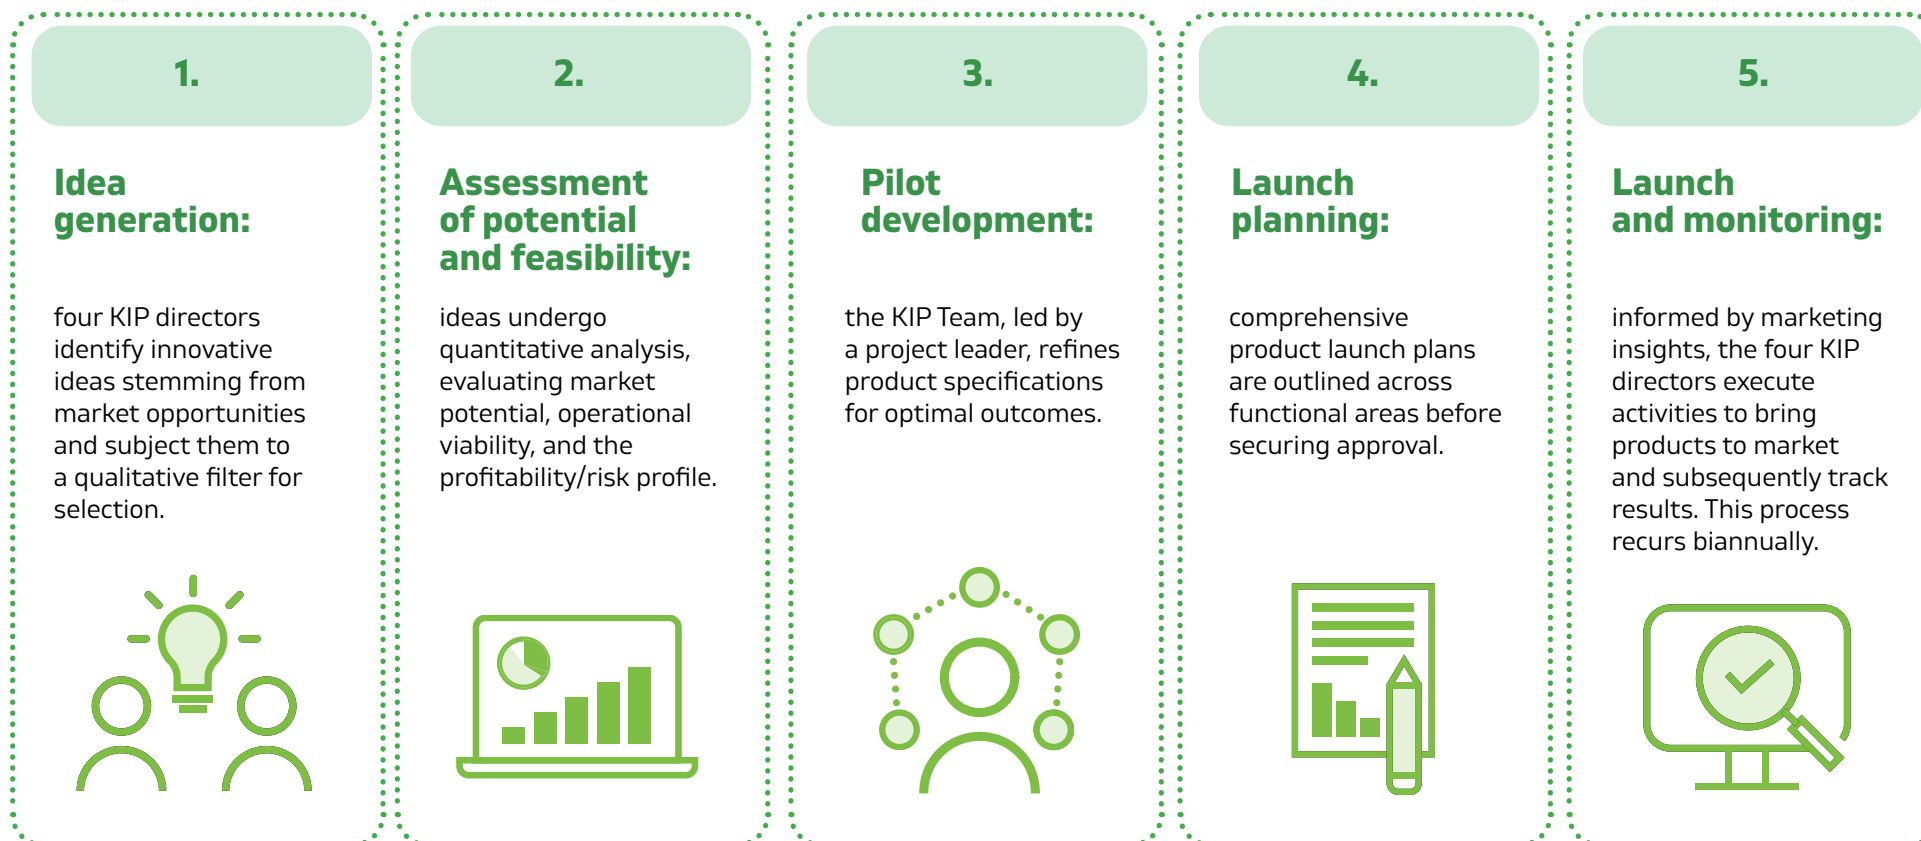 1.
Idea
generation:
four KIP directors
identify innovative
ideas stemming from
market opportunities
and subject them to
a qualitative filter for
selection.
2.
Assessment
of potential
and feasibility:
ideas undergo
quantitative analysis,
evaluating market
potential, operational
viability, and the
profitability/risk profile.
3.
Pilot
development:
the KIP Team, led by
a project leader, refines
product specifications
for optimal outcomes.
4.
Launch
planning:
comprehensive
product launch plans
are outlined across
functional areas before
securing approval.
5.
Launch
and monitoring:
informed by marketing
insights, the four KIP
directors execute
activities to bring
products to market
and subsequently track
results. This process
recurs biannually.